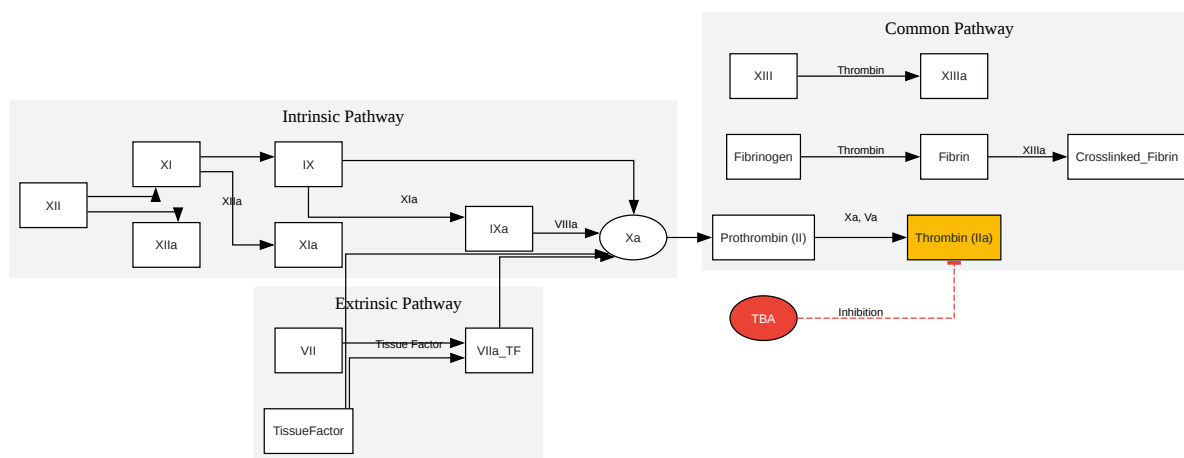 Common Pathway
XIII
Thrombin
XIIIa
Fibrinogen
Thrombin
Fibrin
XIIIa
Crosslinked_Fibrin
Prothrombin (II)
Xa, Va
Thrombin (IIa)
Intrinsic Pathway
XI
IX
XII
XIIa
XIa
XIIa
XIa
IXa
VIIIa
Xa
Extrinsic Pathway
VII
Tissue Factor
VIIa_TF
TissueFactor
TBA
Inhibition